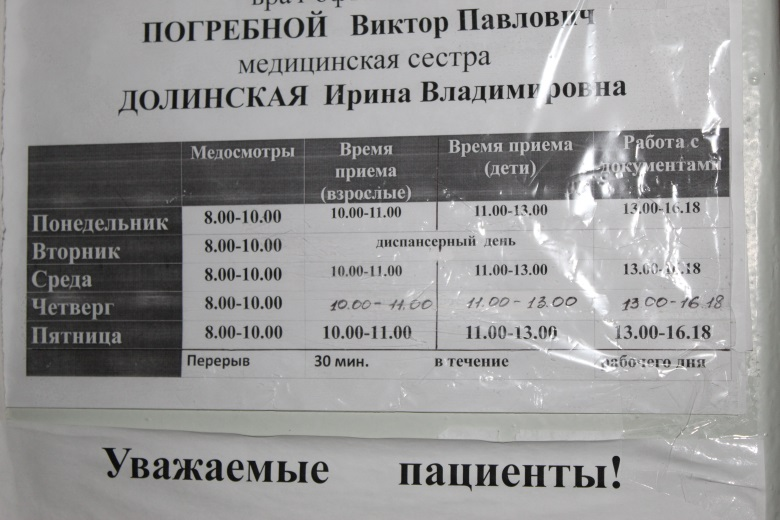 ПОГРЕБНОЙ Виктор Павлович
медицинская сестра
ДОЛИНСКАЯ Ирина Владимировна
Медосмотры Время приема (взрослые) Время приема (дети) Работа с документами
Понедельник 8.00-10.00 10.00-11.00 11.00-13.00 13.00-16.18
Вторник 8.00-10.00 диспансерный день
Среда 8.00-10.00 10.00-11.00 11.00-13.00
Четверг 8.00-10.00 10.00-11.00 11.00-13.00 13.00-16.18
Пятница 8.00-10.00 10.00-11.00 11.00-13.00 13.00-16.18
Перерыв 30 мин. в течение рабочего дня
Уважаемые пациенты!